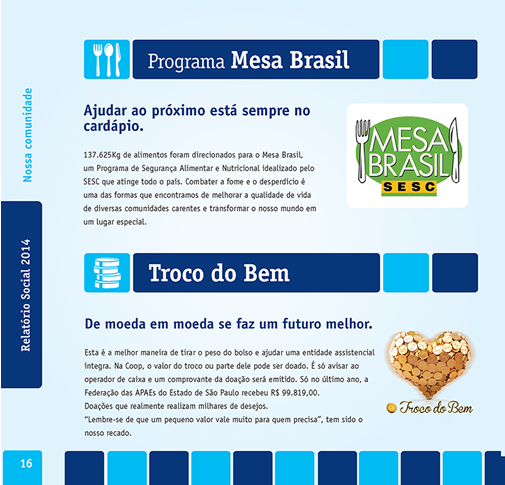 Programa Mesa Brasil
Ajudar ao próximo está sempre no
cardápio.
137.625Kg de alimentos foram direcionados para o Mesa Brasil,
um Programa de Segurança Alimentar e Nutricional idealizado pelo
SESC que atinge todo o país. Combater a fome e o desperdício é
uma das formas que encontramos de melhorar a qualidade de vida
de diversas comunidades carentes e transformar o nosso mundo em
um lugar especial.
MESA
BRASIL
SESC
Troco do Bem
De moeda em moeda se faz um futuro melhor.
Esta é a melhor maneira de tirar o peso do bolso e ajudar uma entidade assistencial
integra. Na Coop, o valor do troco ou parte dele pode ser doado. É só avisar ao
operador de caixa e um comprovante da doação será emitido. Só no último ano, a
Federação das APAEs do Estado de São Paulo recebeu R$ 99.819,00.
Doações que realmente realizam milhares de desejos.
"Lembre-se de que um pequeno valor vale muito para quem precisa", tem sido o
nosso recado.
Troco do Bem
Nossa comunidade
Relatório Social 2014
16